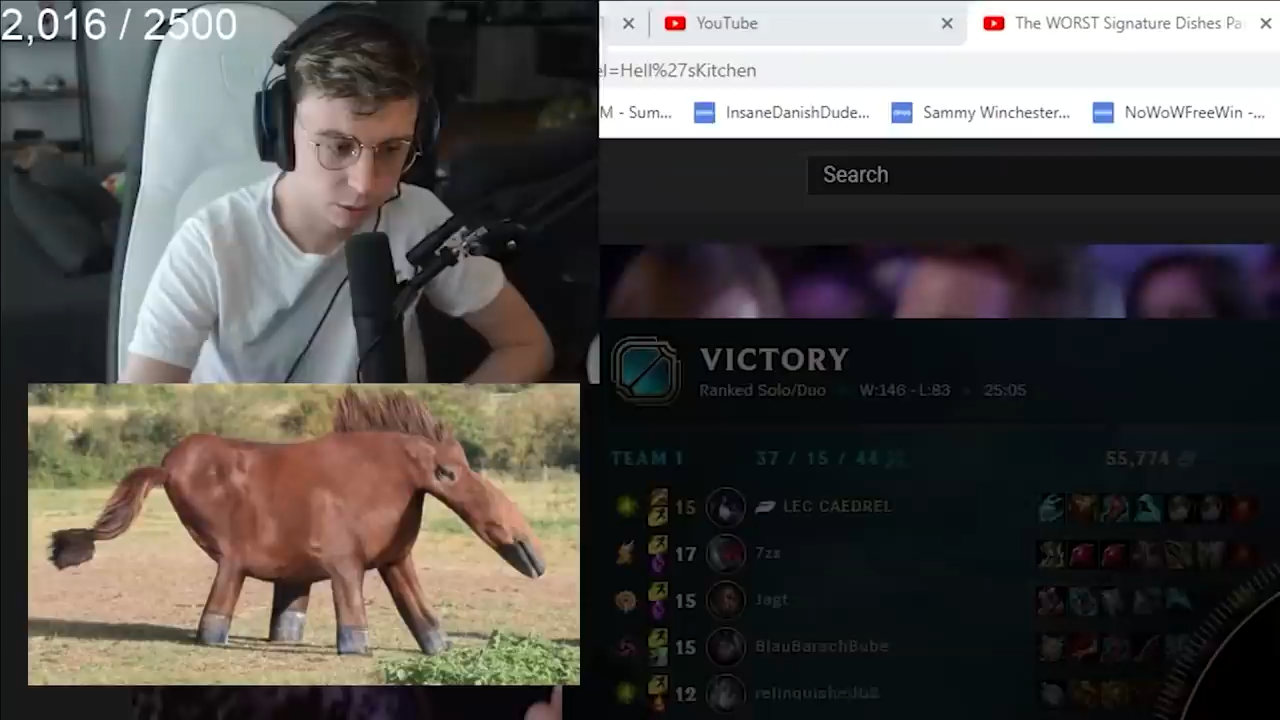 2,016 / 2500
YouTube
The WORST Signature Dishes Pa
el=Hell%27sKitchen
M - Sum...
InsaneDanishDude...
Sammy Winchester...
NoWoWFreeWin -...
Search
VICTORY
Ranked Solo/Duo W:146 - L:83 25:05
TEAM 1 37 / 15 / 44 55,774
15 LEC CAEDREL
17 7zx
15 Jagt
15 BlauBarschBube
12